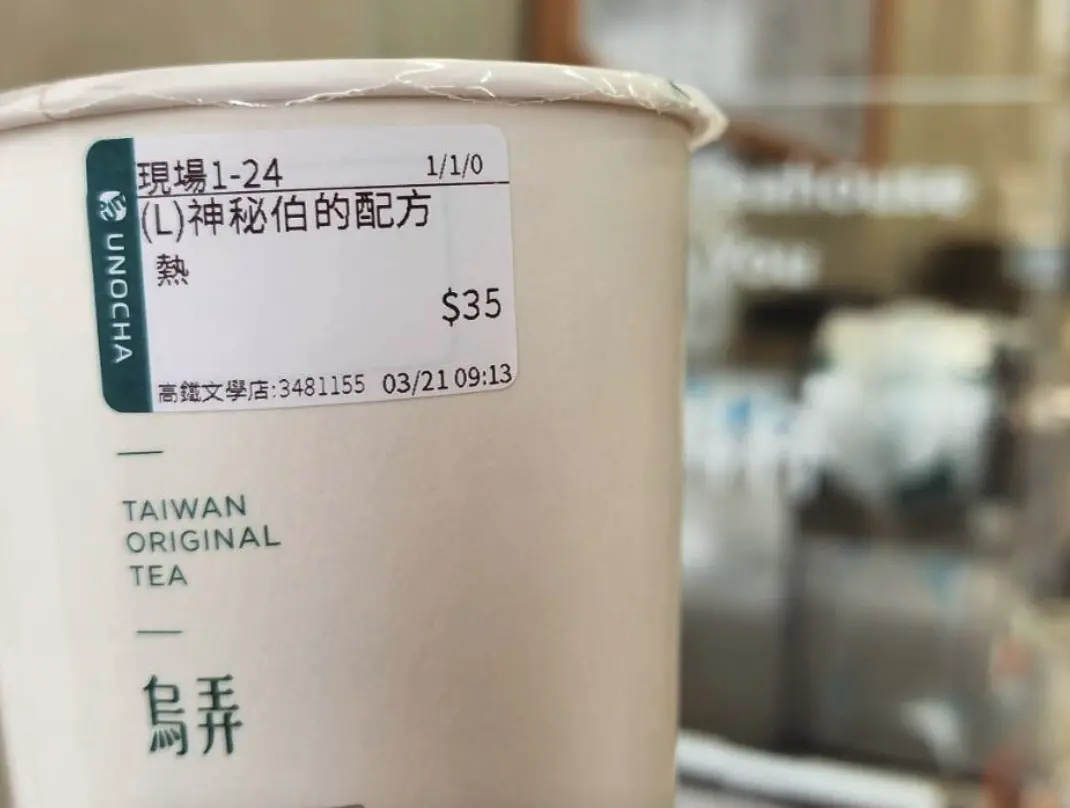 現場1-24 1/1/0
(L)神秘伯的配方
熱
$35
高鐵文學店:3481155 03/21 09:13
UNOCHA
TAIWAN
ORIGINAL
TEA
烏弄